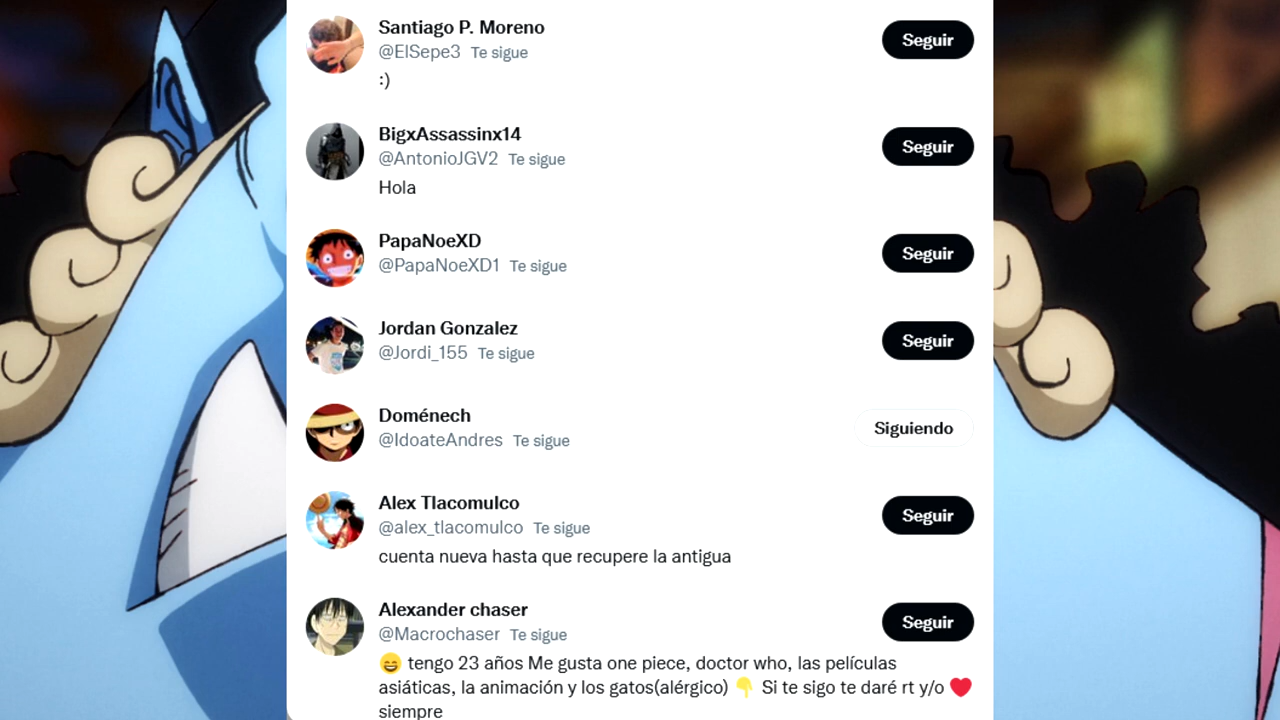 Santiago P. Moreno
Seguir
@ElSepe3 Te sigue
:)
BigxAssassinx14
Seguir
@AntonioJGV2 Te sigue
Hola
PapaNoeXD
Seguir
@PapaNoeXD1 Te sigue
Jordan Gonzalez
Seguir
@Jordi_155 Te sigue
Doménech
Siguiendo
@IdoateAndres Te sigue
Alex Tlacomulco
Seguir
@alex_tlacomulco Te sigue
cuenta nueva hasta que recupere la antigua
Alexander chaser
Seguir
@Macrochaser Te sigue
😄 tengo 23 años Me gusta one piece, doctor who, las películas
asiáticas, la animación y los gatos(alérgico) 👇 Si te sigo te daré rt y/o ❤️
siempre